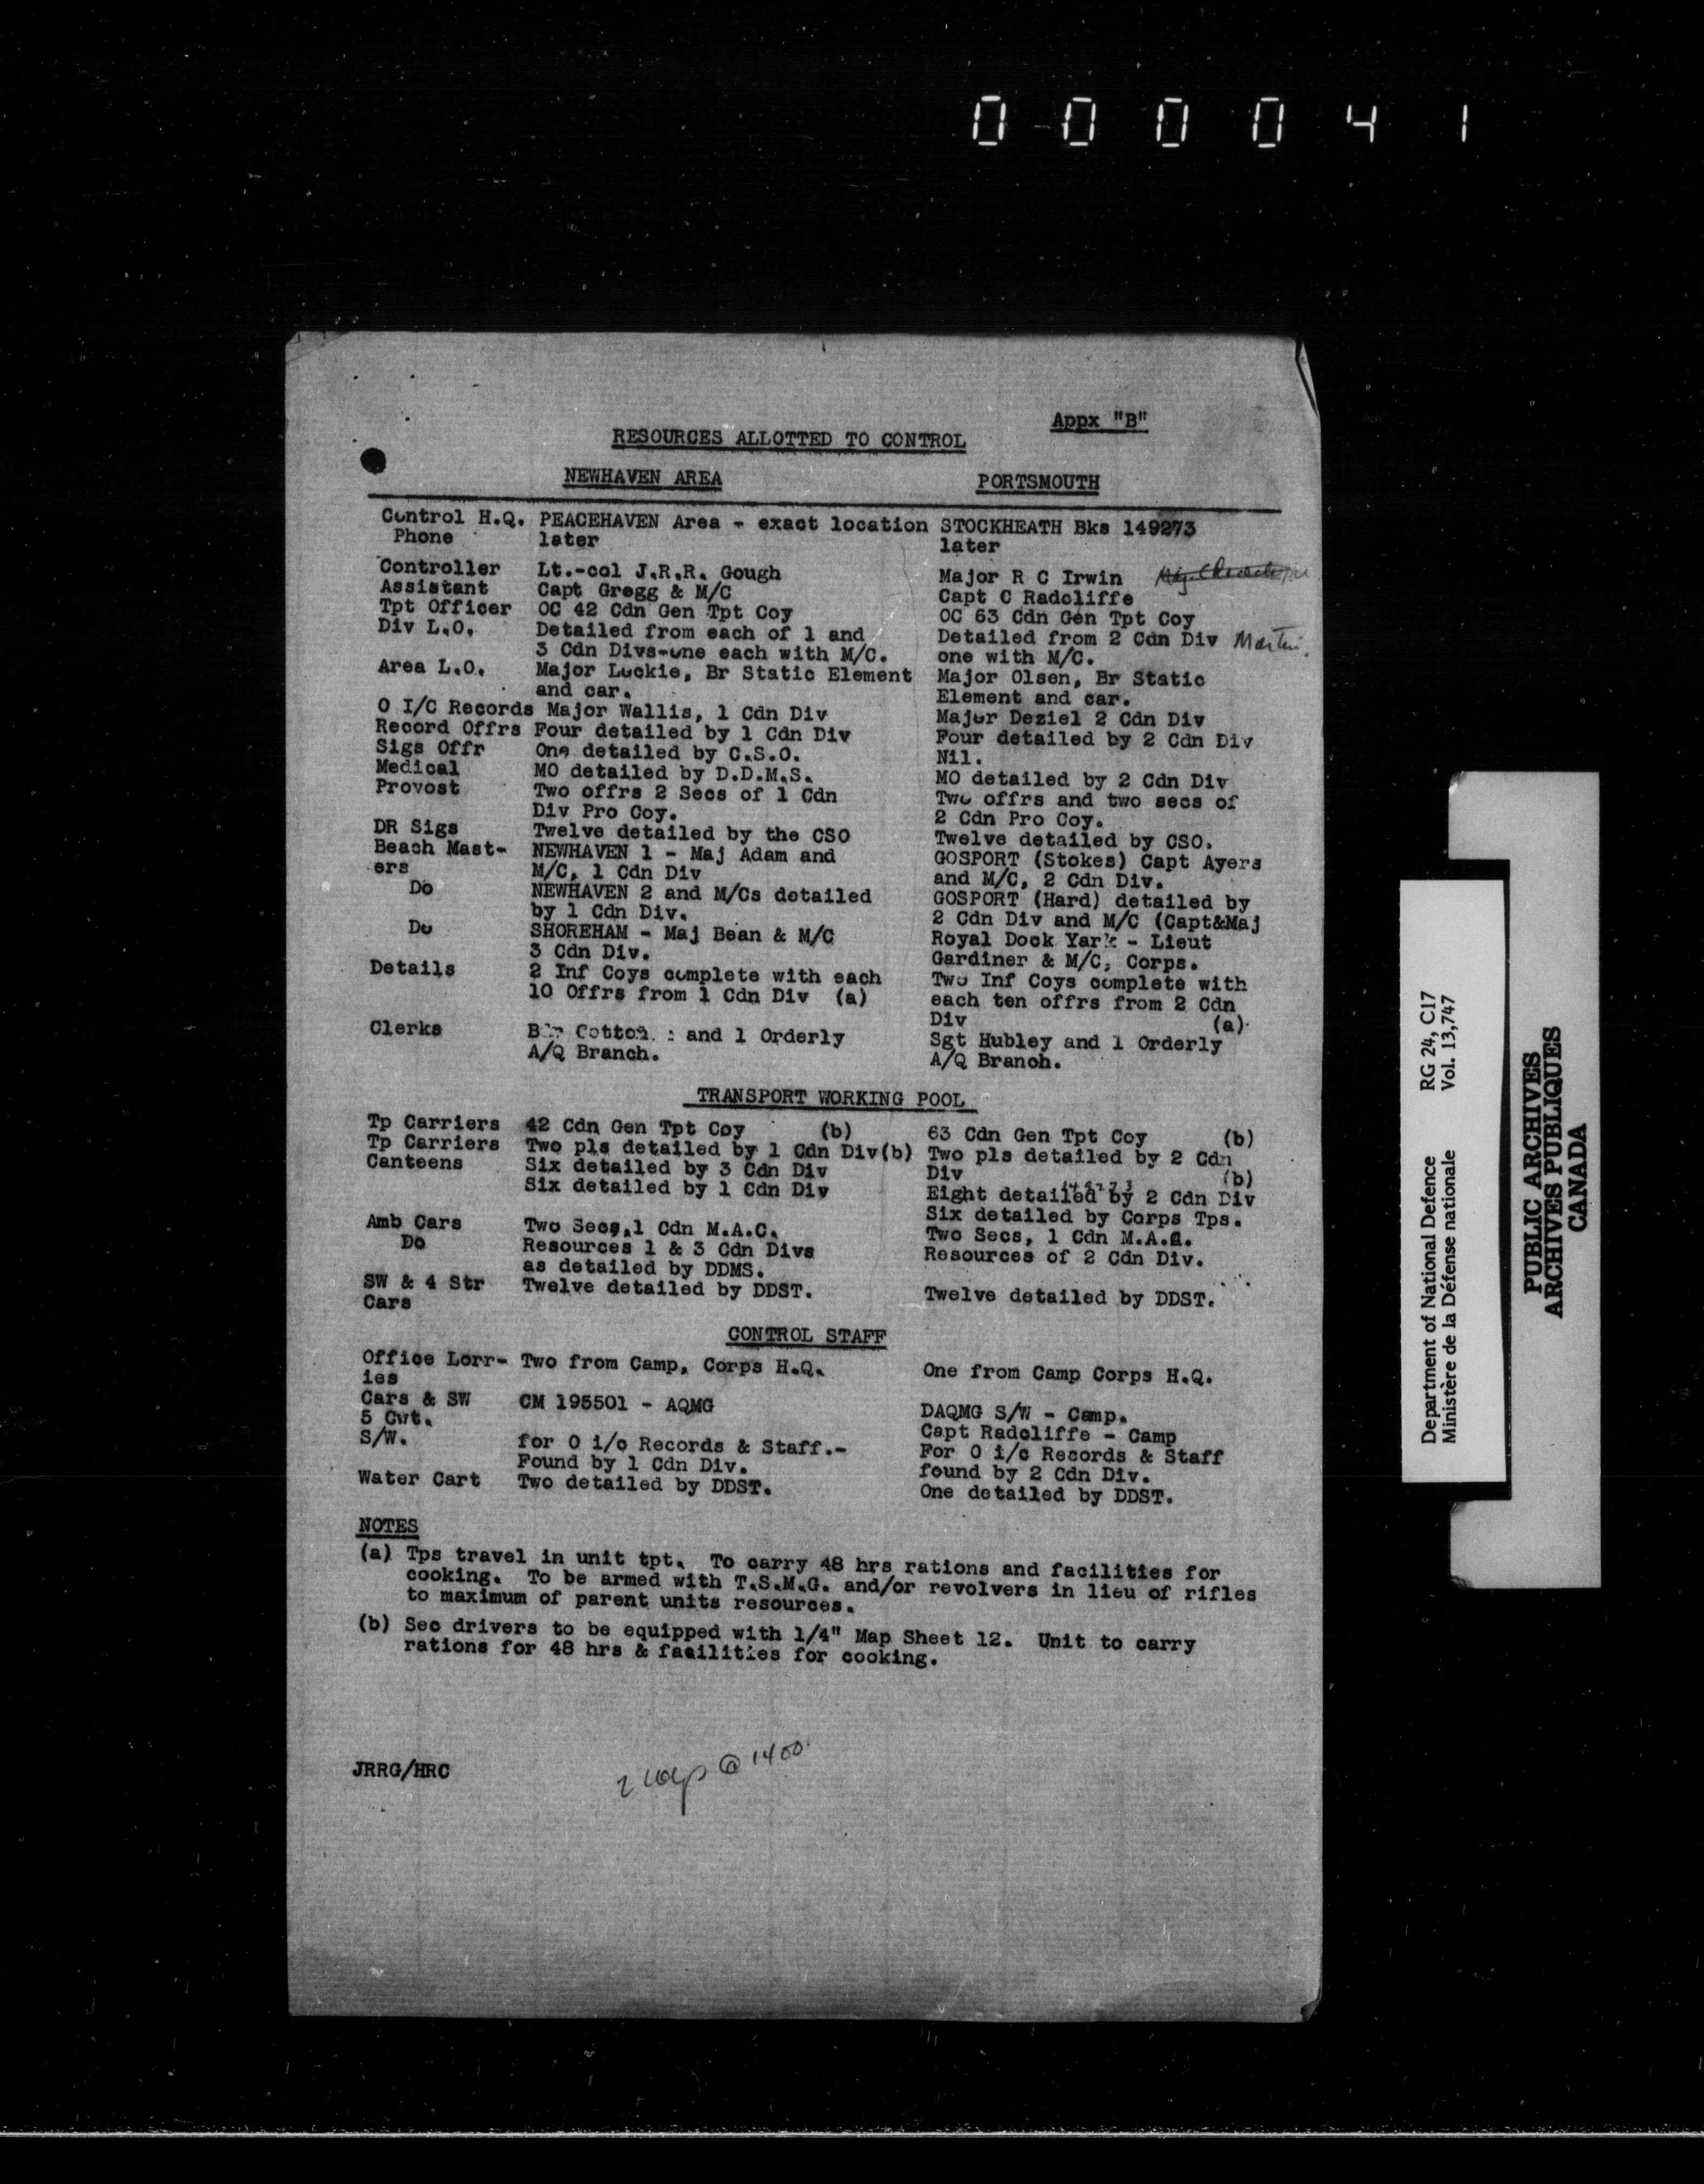 0 0 0 0 4 1
Appx "B"
RESOURCES ALLOTTED TO CONTROL
NEWHAVEN AREA PORTSMOUTH
Control H.Q. PEACEHAVEN Area - exact location STOCKHEATH Bks 149273
Phone later later
Controller Lt.-col J.R.R. Gough Major R C Irwin
Assistant Capt Gregg & M/C Capt C Radcliffe
Tpt Officer OC 42 Cdn Gen Tpt Coy OC 63 Cdn Gen Tpt Coy
Div L.O. Detailed from each of 1 and Detailed from 2 Cdn Div Martin.
3 Cdn Divs-one each with M/C. one with M/C.
Area L.O. Major Luckie, Br Static Element Major Olsen, Br Static
and car. Element and car.
O I/C Records Major Wallis, 1 Cdn Div Major Deziel 2 Cdn Div
Record Offrs Four detailed by 1 Cdn Div Four detailed by 2 Cdn Div
Sigs Offr One detailed by C.S.O. Nil.
Medical MO detailed by D.D.M.S. MO detailed by 2 Cdn Div
Provost Two offrs 2 Secs of 1 Cdn Two offrs and two secs of
Div Pro Coy. 2 Cdn Pro Coy.
DR Sigs Twelve detailed by the CSO Twelve detailed by CSO.
Beach Mast- NEWHAVEN 1 - Maj Adam and GOSPORT (Stokes) Capt Ayers
ers M/C, 1 Cdn Div and M/C, 2 Cdn Div.
Do NEWHAVEN 2 and M/Cs detailed GOSPORT (Hard) detailed by
by 1 Cdn Div. 2 Cdn Div and M/C (Capt&Maj
Do SHOREHAM - Maj Bean & M/C Royal Dock Yark - Lieut
3 Cdn Div. Gardiner & M/C, Corps.
Details 2 Inf Coys complete with each Two Inf Coys complete with
10 Offrs from 1 Cdn Div (a) each ten offrs from 2 Cdn
Div (a)
Clerks Cotton and 1 Orderly Sgt Hubley and 1 Orderly
A/Q Branch. A/Q Branch.
TRANSPORT WORKING POOL
Tp Carriers 42 Cdn Gen Tpt Coy (b) 63 Cdn Gen Tpt Coy (b)
Tp Carriers Two pls detailed by 1 Cdn Div(b) Two pls detailed by 2 Cdn
Canteens Six detailed by 3 Cdn Div Div (b)
149273
Six detailed by 1 Cdn Div Eight detailed by 2 Cdn Div
Six detailed by Corps Tps.
Amb Cars Two Secs,1 Cdn M.A.C. Two Secs, 1 Cdn M.A.C.
Do Resources 1 & 3 Cdn Divs Resources of 2 Cdn Div.
as detailed by DDMS.
SW & 4 Str Twelve detailed by DDST. Twelve detailed by DDST.
Cars
CONTROL STAFF
Office Lorr- Two from Camp, Corps H.Q. One from Camp Corps H.Q.
ies
Cars & SW CM 195501 - AQMG DAQMG S/W - Camp.
5 Cwt. Capt Radcliffe - Camp
S/W. for O i/c Records & Staff.- For O i/c Records & Staff
Found by 1 Cdn Div. found by 2 Cdn Div.
Water Cart Two detailed by DDST. One detailed by DDST.
NOTES
(a) Tps travel in unit tpt. To carry 48 hrs rations and facilities for
cooking. To be armed with T.S.M.G. and/or revolvers in lieu of rifles
to maximum of parent units resources.
(b) Sec drivers to be equipped with 1/4" Map Sheet 12. Unit to carry
rations for 48 hrs & facilities for cooking.
JRRG/HRC
2 @ 1400
Department of National Defence RG 24, C17
Ministère de la Défense nationale Vol. 13,747
PUBLIC ARCHIVES
ARCHIVES PUBLIQUES
CANADA